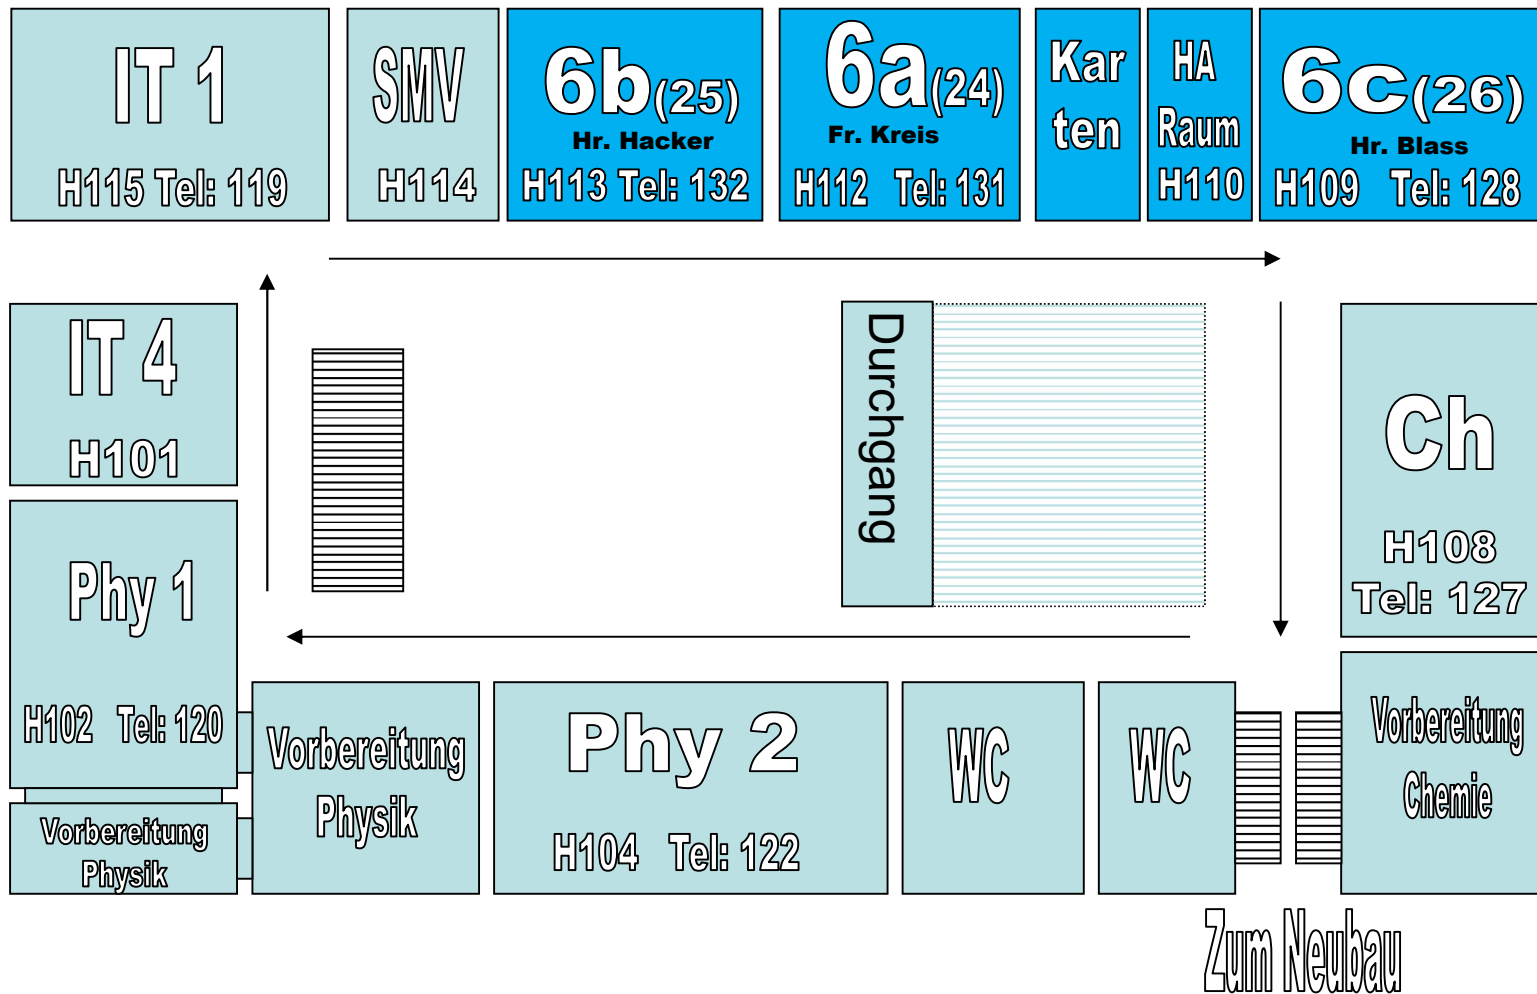 IT 1
H115 Tel: 119
SMV
H114
6b(25)
Hr. Hacker
H113 Tel: 132
6a(24)
Fr. Kreis
H112 Tel: 131
Kar
ten
HA
Raum
H110
6c(26)
Hr. Blass
H109 Tel: 128
IT 4
H101
Durchgang
Ch
H108
Tel: 127
Phy 1
H102 Tel: 120
Vorbereitung
Physik
Vorbereitung
Physik
Phy 2
H104 Tel: 122
WC
WC
Vorbereitung
Chemie
Zum Neubau